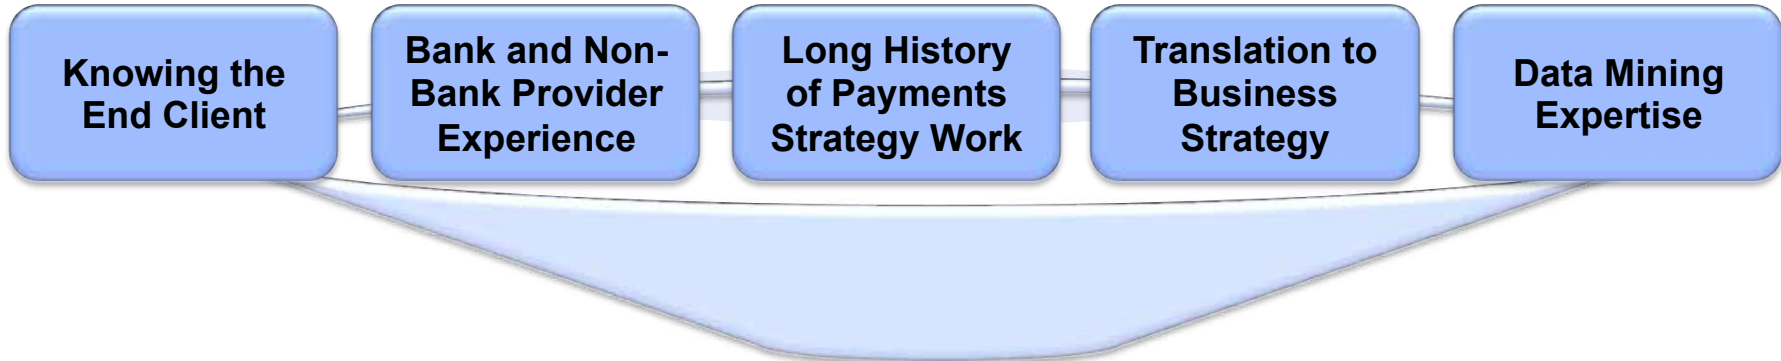 Knowing the
End Client
Bank and Non-
Bank Provider
Experience
Long History
of Payments
Strategy Work
Translation to
Business
Strategy
Data Mining
Expertise